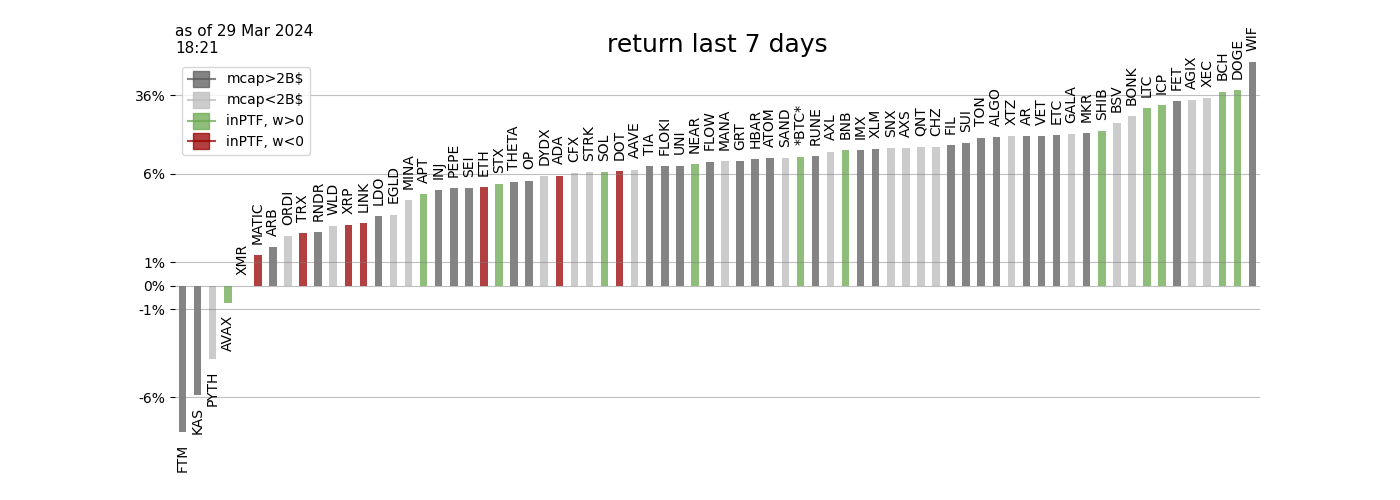 as of 29 Mar 2024
18:21
return last 7 days
mcap>2B$
mcap<2B$
inPTF, w>0
inPTF, w<0
36%
6%
1%
0%
-1%
-6%
FTM
KAS
PYTH
AVAX
XMR
MATIC
ARB
ORDI
TRX
RNDR
WLD
XRP
LINK
LDO
EGLD
MINA
APT
INJ
PEPE
SEI
ETH
STX
THETA
OP
DYDX
ADA
CFX
STRK
SOL
DOT
AAVE
TIA
FLOKI
UNI
NEAR
FLOW
MANA
GRT
HBAR
ATOM
SAND
*BTC*
RUNE
AXL
BNB
IMX
XLM
SNX
AXS
QNT
CHZ
FIL
SUI
TON
ALGO
XTZ
AR
VET
ETC
GALA
MKR
SHIB
BSV
BONK
LTC
ICP
FET
AGIX
XEC
BCH
DOGE
WIF